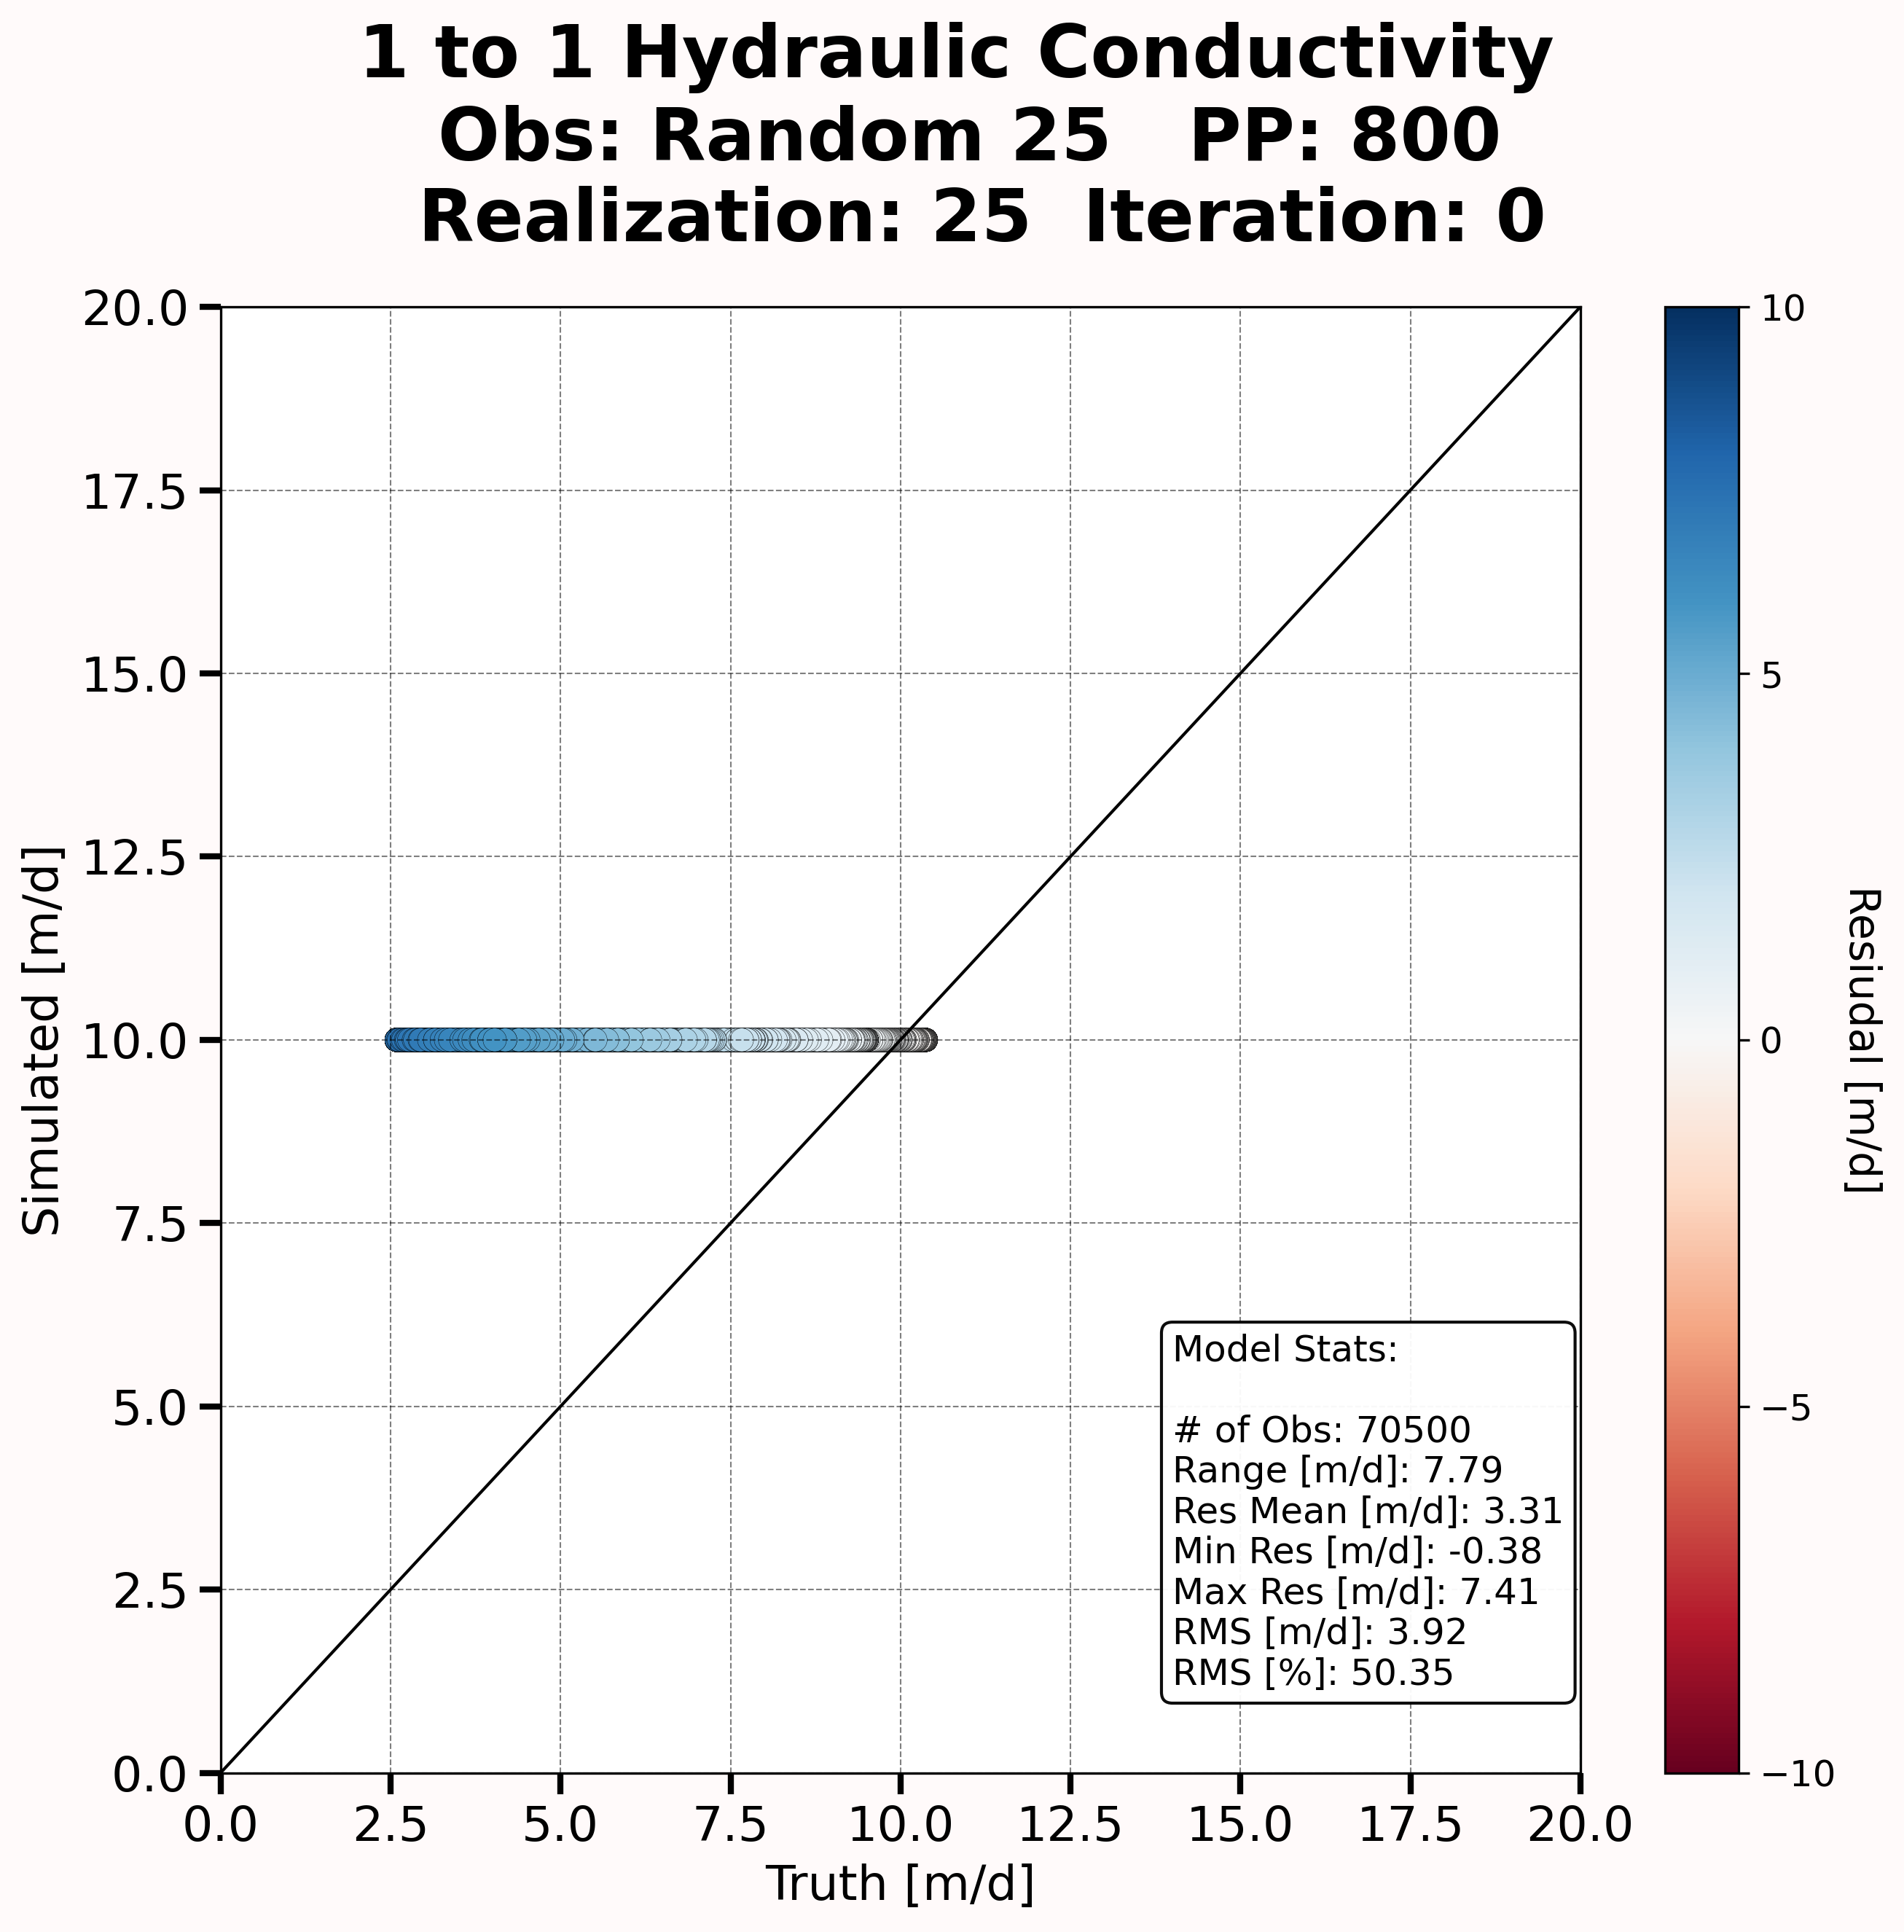 1 to 1 Hydraulic Conductivity
Obs: Random 25 PP: 800
Realization: 25 Iteration: 0
20.0
17.5
15.0
12.5
10.0
7.5
5.0
2.5
0.0
Simulated [m/d]
0.0 2.5 5.0 7.5 10.0 12.5 15.0 17.5 20.0
Truth [m/d]
Model Stats:
# of Obs: 70500
Range [m/d]: 7.79
Res Mean [m/d]: 3.31
Min Res [m/d]: -0.38
Max Res [m/d]: 7.41
RMS [m/d]: 3.92
RMS [%]: 50.35
10
5
0
−5
−10
Resiudal [m/d]